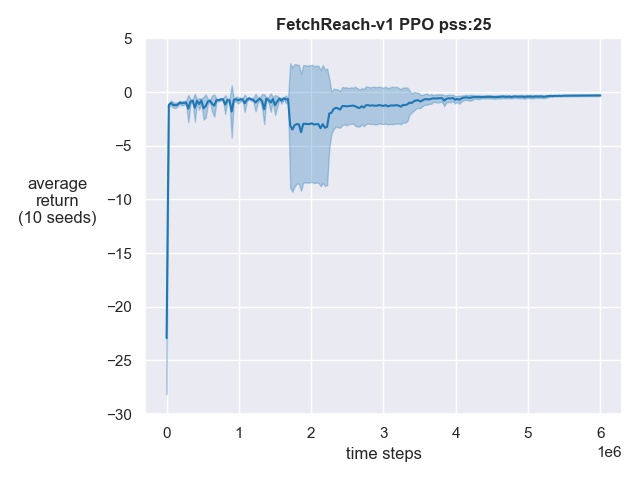 FetchReach-v1 PPO pss:25
5
0
−5
−10
−15
−20
−25
−30
average
return
(10 seeds)
0 1 2 3 4 5 6
1e6
time steps